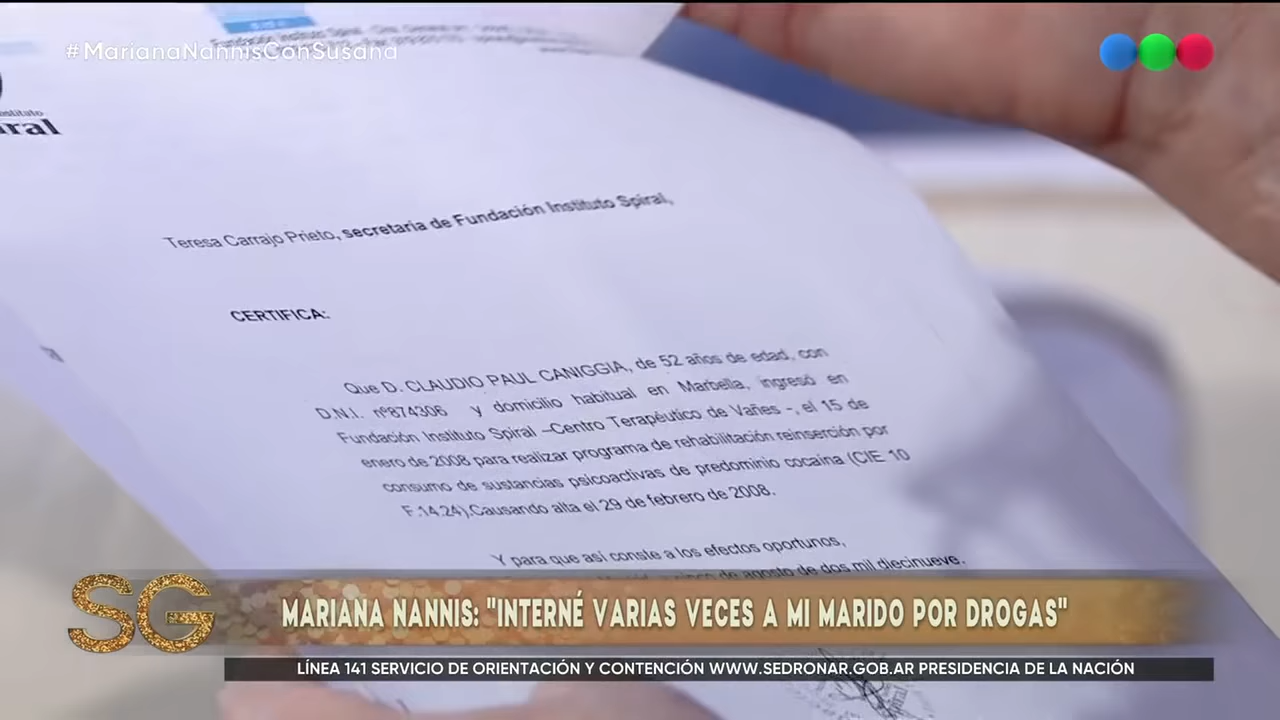 #MarianaNannisConSusana
Instituto
Teresa Carrajo Prieto, secretaria de Fundación Instituto Spiral,
CERTIFICA:
Que D. CLAUDIO PAUL CANIGGIA, de 52 años de edad, con
D.N.I. nº874306 y domicilio habitual en Marbella, ingresó en
Fundación Instituto Spiral –Centro Terapéutico de Vañes -, el 15 de
enero de 2008 para realizar programa de rehabilitación reinserción por
consumo de sustancias psicoactivas de predominio cocaína (CIE 10
F.14.24),Causando alta el 29 de febrero de 2008.
Y para que así conste a los efectos oportunos,
de agosto de dos mil diecinueve.
SG
MARIANA NANNIS: "INTERNÉ VARIAS VECES A MI MARIDO POR DROGAS"
LÍNEA 141 SERVICIO DE ORIENTACIÓN Y CONTENCIÓN WWW.SEDRONAR.GOB.AR PRESIDENCIA DE LA NACIÓN